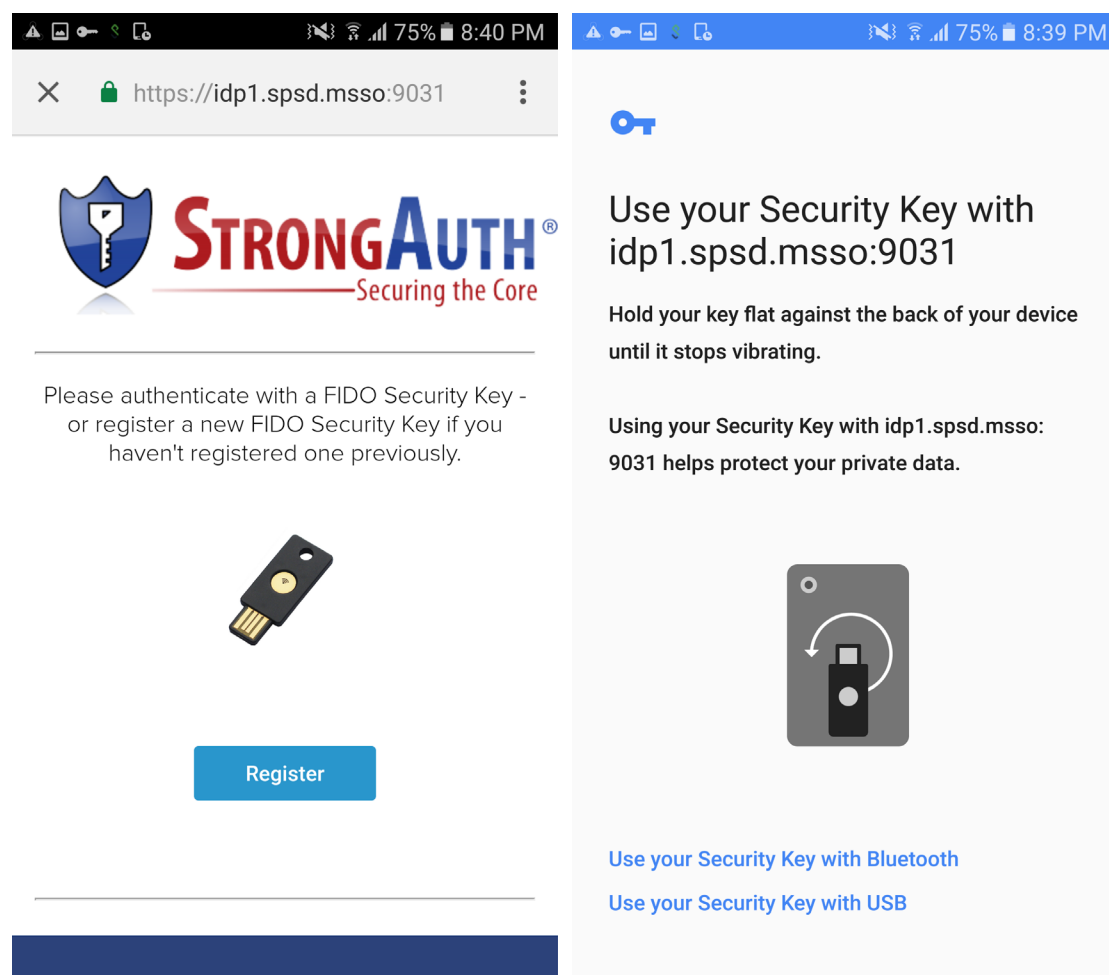 75% 8:40 PM
https://idp1.spsd.msso:9031
STRONGAUTH®
Securing the Core
Please authenticate with a FIDO Security Key -
or register a new FIDO Security Key if you
haven't registered one previously.
Register
75% 8:39 PM
Use your Security Key with
idp1.spsd.msso:9031
Hold your key flat against the back of your device
until it stops vibrating.
Using your Security Key with idp1.spsd.msso:
9031 helps protect your private data.
Use your Security Key with Bluetooth
Use your Security Key with USB